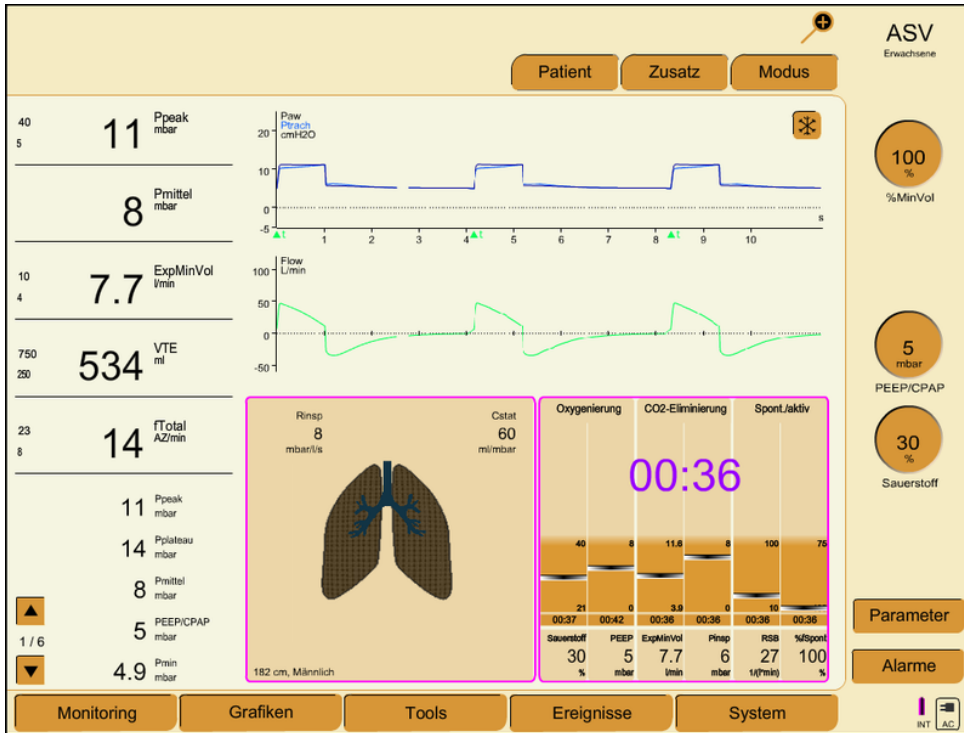 ASV
Erwachsene
Patient
Zusatz
Modus
40
5
11
Ppeak
mbar
8
Pmittel
mbar
10
4
7.7
ExpMinVol
l/min
750
250
534
VTE
ml
23
8
14
fTotal
AZ/min
11 Ppeak
mbar
14 Pplateau
mbar
8 Pmittel
mbar
5 PEEP/CPAP
mbar
4.9 Pmin
mbar
1 / 6
Paw
Ptrach
cmH2O
20
10
0
-5
t
t
t
s
1 2 3 4 5 6 7 8 9 10
Flow
L/min
100
50
0
-50
Rinsp
8
mbar/l/s
Cstat
60
ml/mbar
182 cm, Männlich
Oxygenierung CO2-Eliminierung Spont./aktiv
00:36
40 8 11.6 8 100 75
21 0 3.9 0 10
00:37 00:42 00:36 00:36 00:36 00:36
Sauerstoff PEEP ExpMinVol Pinsp RSB %fSpont
30 5 7.7 6 27 100
% mbar l/min mbar 1/(l*min) %
100
%
%MinVol
5
mbar
PEEP/CPAP
30
%
Sauerstoff
Parameter
Alarme
Monitoring
Grafiken
Tools
Ereignisse
System
INT
AC